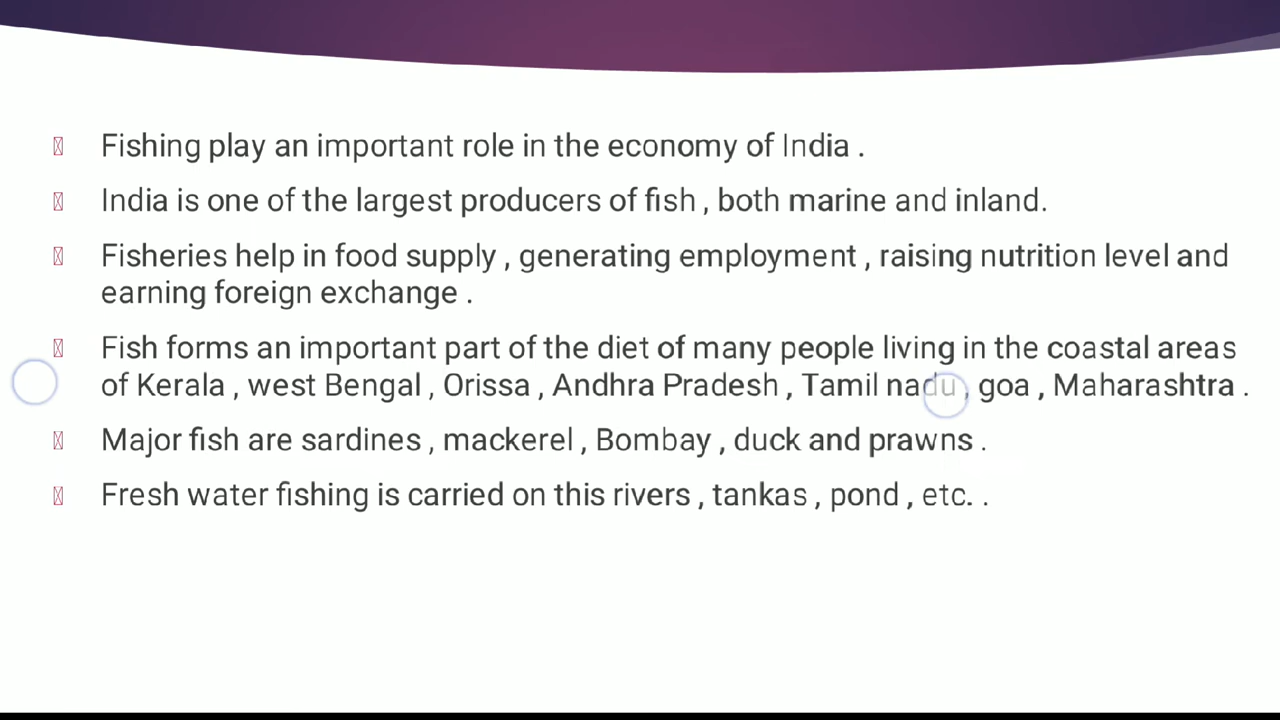 Fishing play an important role in the economy of India .
India is one of the largest producers of fish , both marine and inland.
Fisheries help in food supply , generating employment , raising nutrition level and
earning foreign exchange .
Fish forms an important part of the diet of many people living in the coastal areas
of Kerala , west Bengal , Orissa , Andhra Pradesh , Tamil nadu , goa , Maharashtra .
Major fish are sardines , mackerel , Bombay , duck and prawns .
Fresh water fishing is carried on this rivers , tankas , pond , etc. .